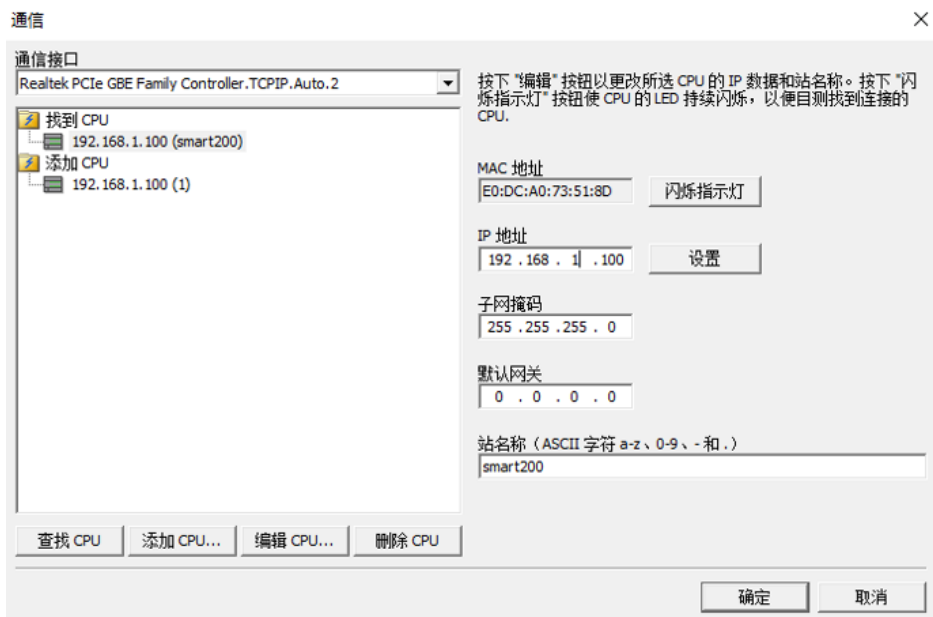 通信
通信接口
Realtek PCIe GBE Family Controller.TCPIP.Auto.2
找到 CPU
192.168.1.100 (smart200)
添加 CPU
192.168.1.100 (1)
查找 CPU
添加 CPU...
编辑 CPU...
删除 CPU
按下 "编辑" 按钮以更改所选 CPU 的 IP 数据和站名称。按下 "闪
烁指示灯" 按钮使 CPU 的 LED 持续闪烁，以便目测找到连接的
CPU.
MAC 地址
E0:DC:A0:73:51:8D
闪烁指示灯
IP 地址
192 .168 . 1 .100
设置
子网掩码
255 .255 .255 . 0
默认网关
0 . 0 . 0 . 0
站名称（ASCII 字符 a-z、0-9、- 和 .）
smart200
确定
取消